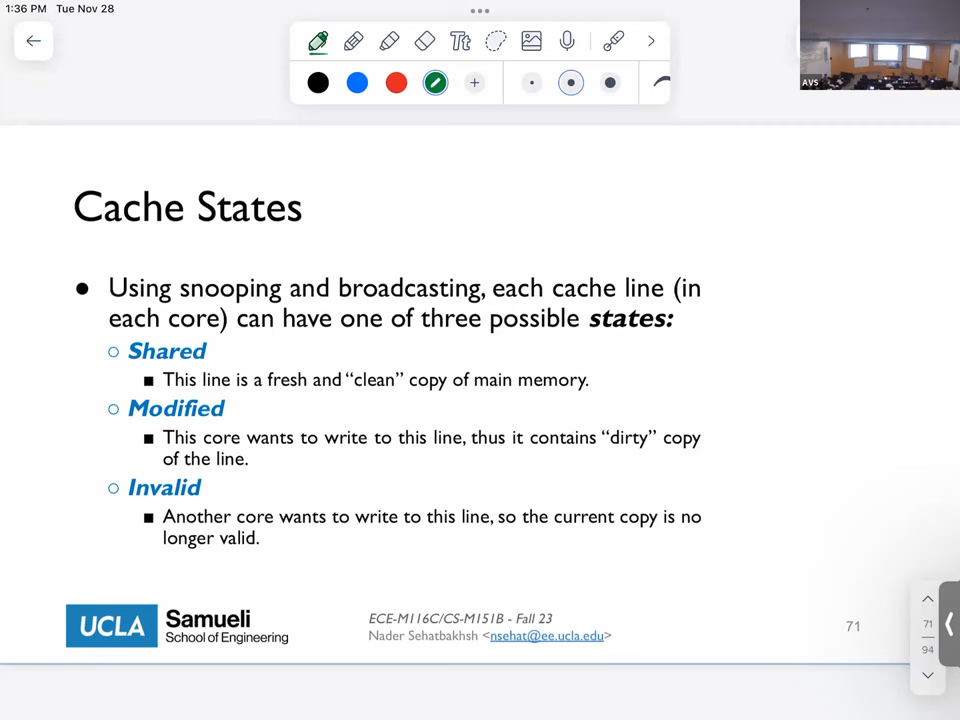 1:36 PM Tue Nov 28
Tt
AVS
Cache States
● Using snooping and broadcasting, each cache line (in
each core) can have one of three possible states:
○ Shared
■ This line is a fresh and “clean” copy of main memory.
○ Modified
■ This core wants to write to this line, thus it contains “dirty” copy
of the line.
○ Invalid
■ Another core wants to write to this line, so the current copy is no
longer valid.
UCLA Samueli
School of Engineering
ECE-M116C/CS-M151B - Fall 23
Nader Sehatbakhsh <nsehat@ee.ucla.edu>
71
71
94